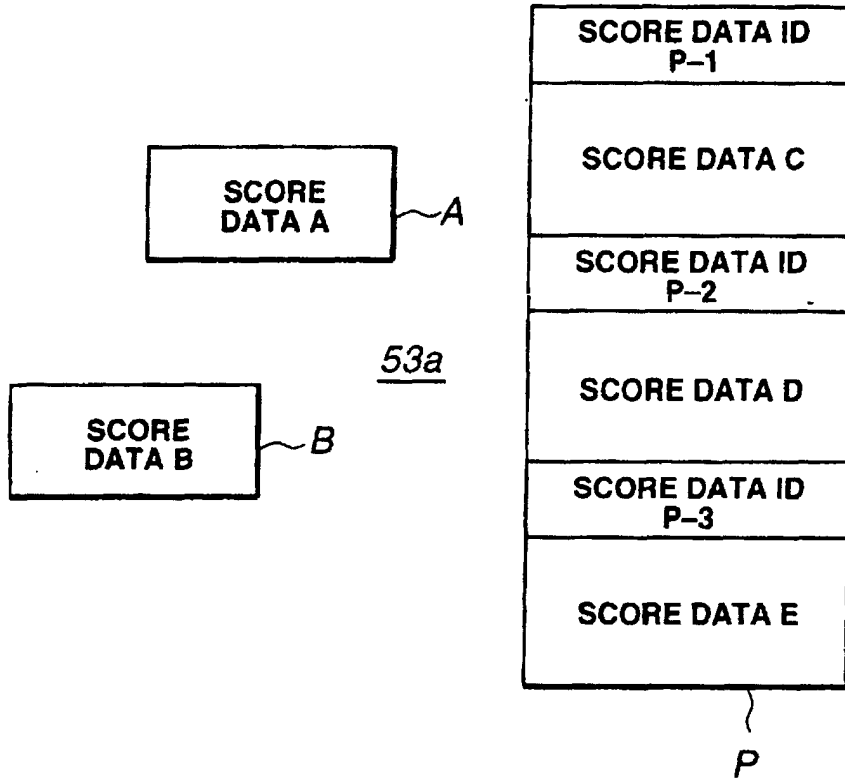 SCORE
DATA A
A
SCORE
DATA B
B
53a
SCORE DATA ID
P-1
SCORE DATA C
SCORE DATA ID
P-2
SCORE DATA D
SCORE DATA ID
P-3
SCORE DATA E
P